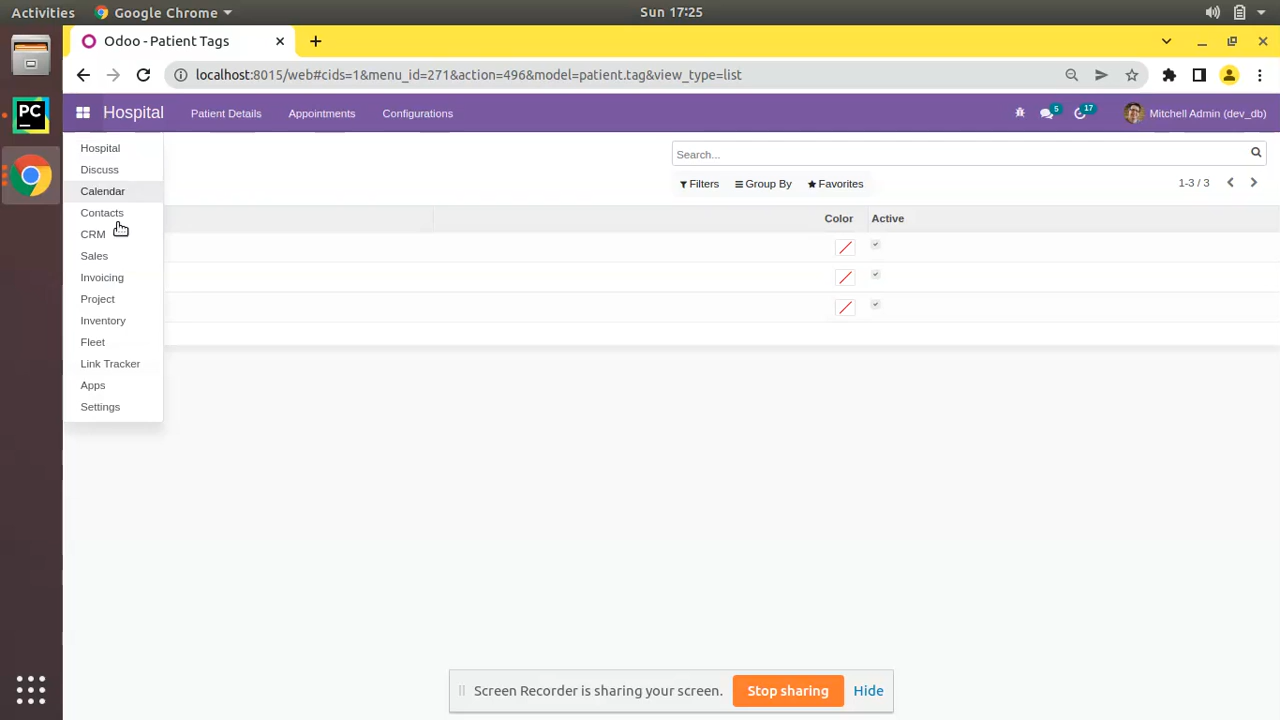 Activities Google Chrome Sun 17:25
Odoo - Patient Tags
localhost:8015/web#cids=1&menu_id=271&action=496&model=patient.tag&view_type=list
PC
Hospital Patient Details Appointments Configurations 5 17 Mitchell Admin (dev_db)
Hospital
Search...
Discuss
Filters Group By Favorites 1-3 / 3
Calendar
Contacts
Color Active
CRM
Sales
Invoicing
Project
Inventory
Fleet
Link Tracker
Apps
Settings
Screen Recorder is sharing your screen. Stop sharing Hide